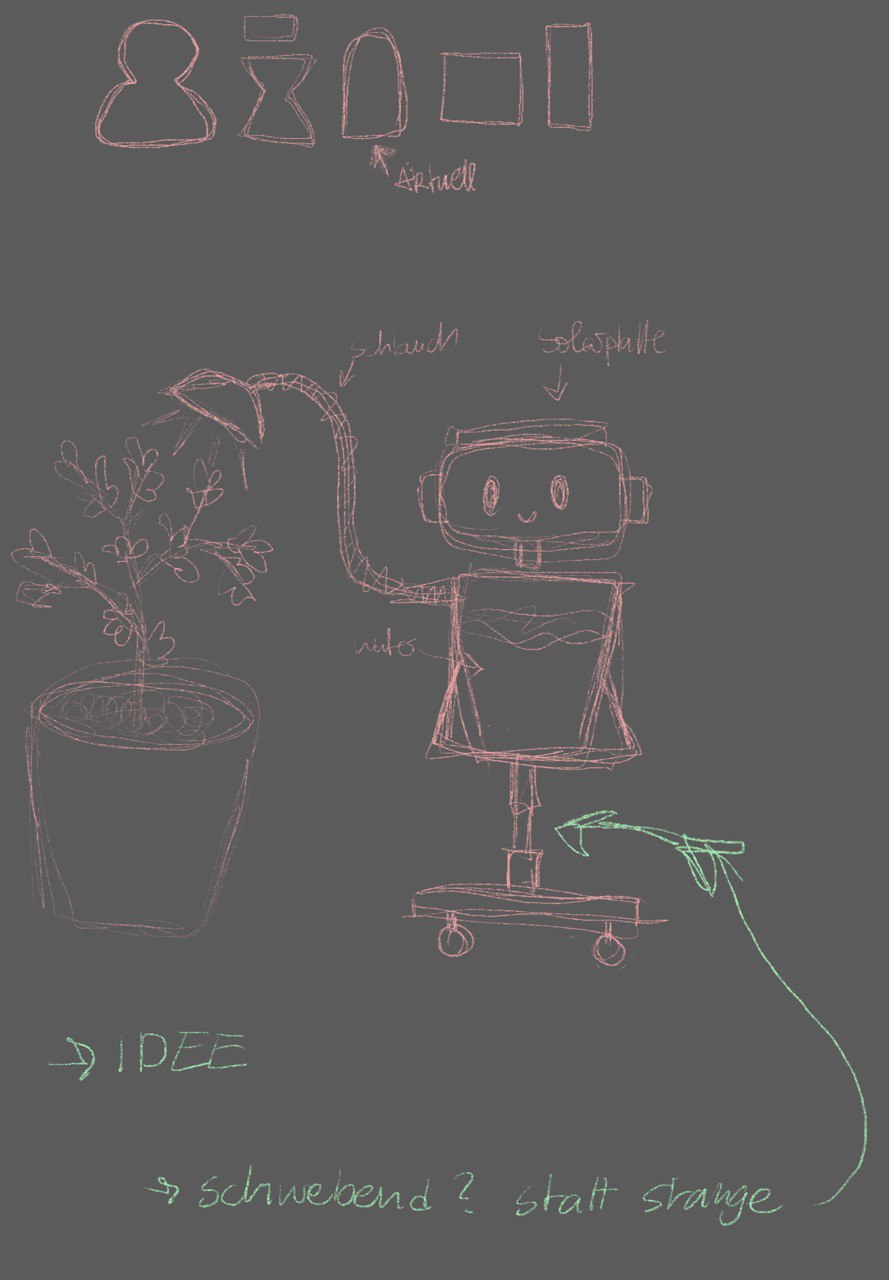 Aktuell
schlauch
Solarplatte
→ IDEE
→ schwebend? statt stange